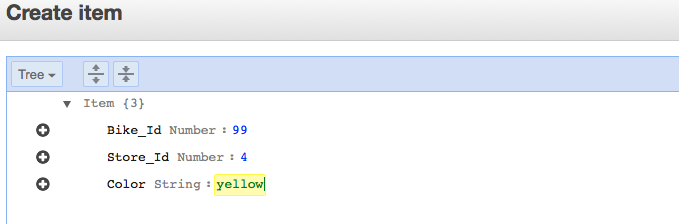 Create item
Tree
Item {3}
Bike_Id Number : 99
Store_Id Number : 4
Color String : yellow